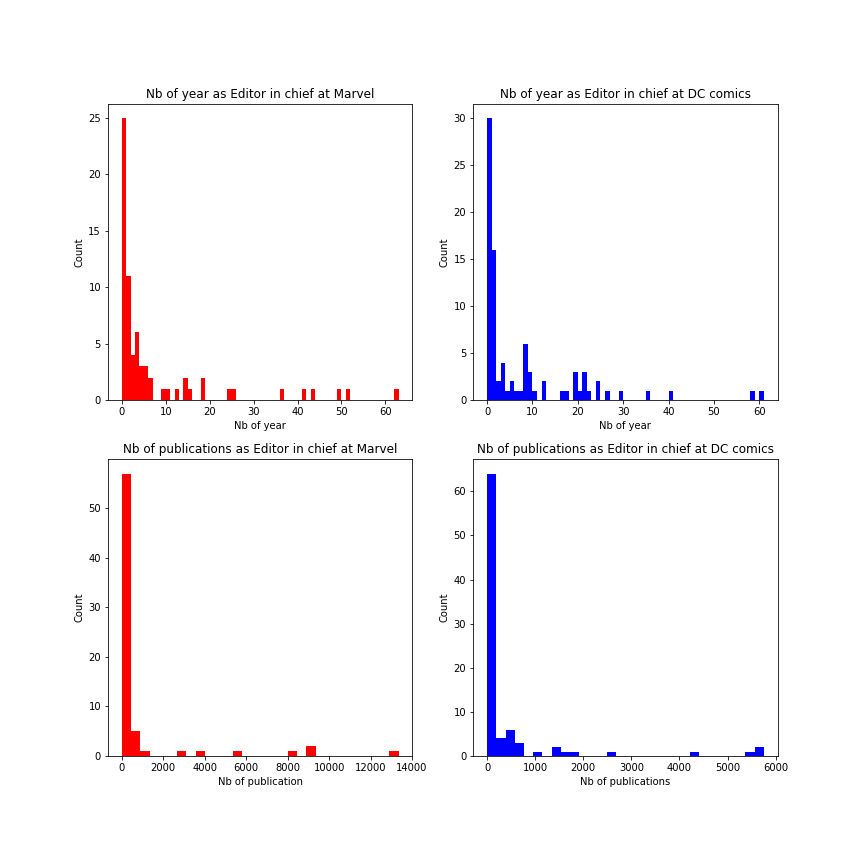 Nb of year as Editor in chief at Marvel
25
20
15
10
5
0
Count
0 10 20 30 40 50 60
Nb of year
Nb of year as Editor in chief at DC comics
30
25
20
15
10
5
0
Count
0 10 20 30 40 50 60
Nb of year
Nb of publications as Editor in chief at Marvel
50
40
30
20
10
0
Count
0 2000 4000 6000 8000 10000 12000 14000
Nb of publication
Nb of publications as Editor in chief at DC comics
60
50
40
30
20
10
0
Count
0 1000 2000 3000 4000 5000 6000
Nb of publications